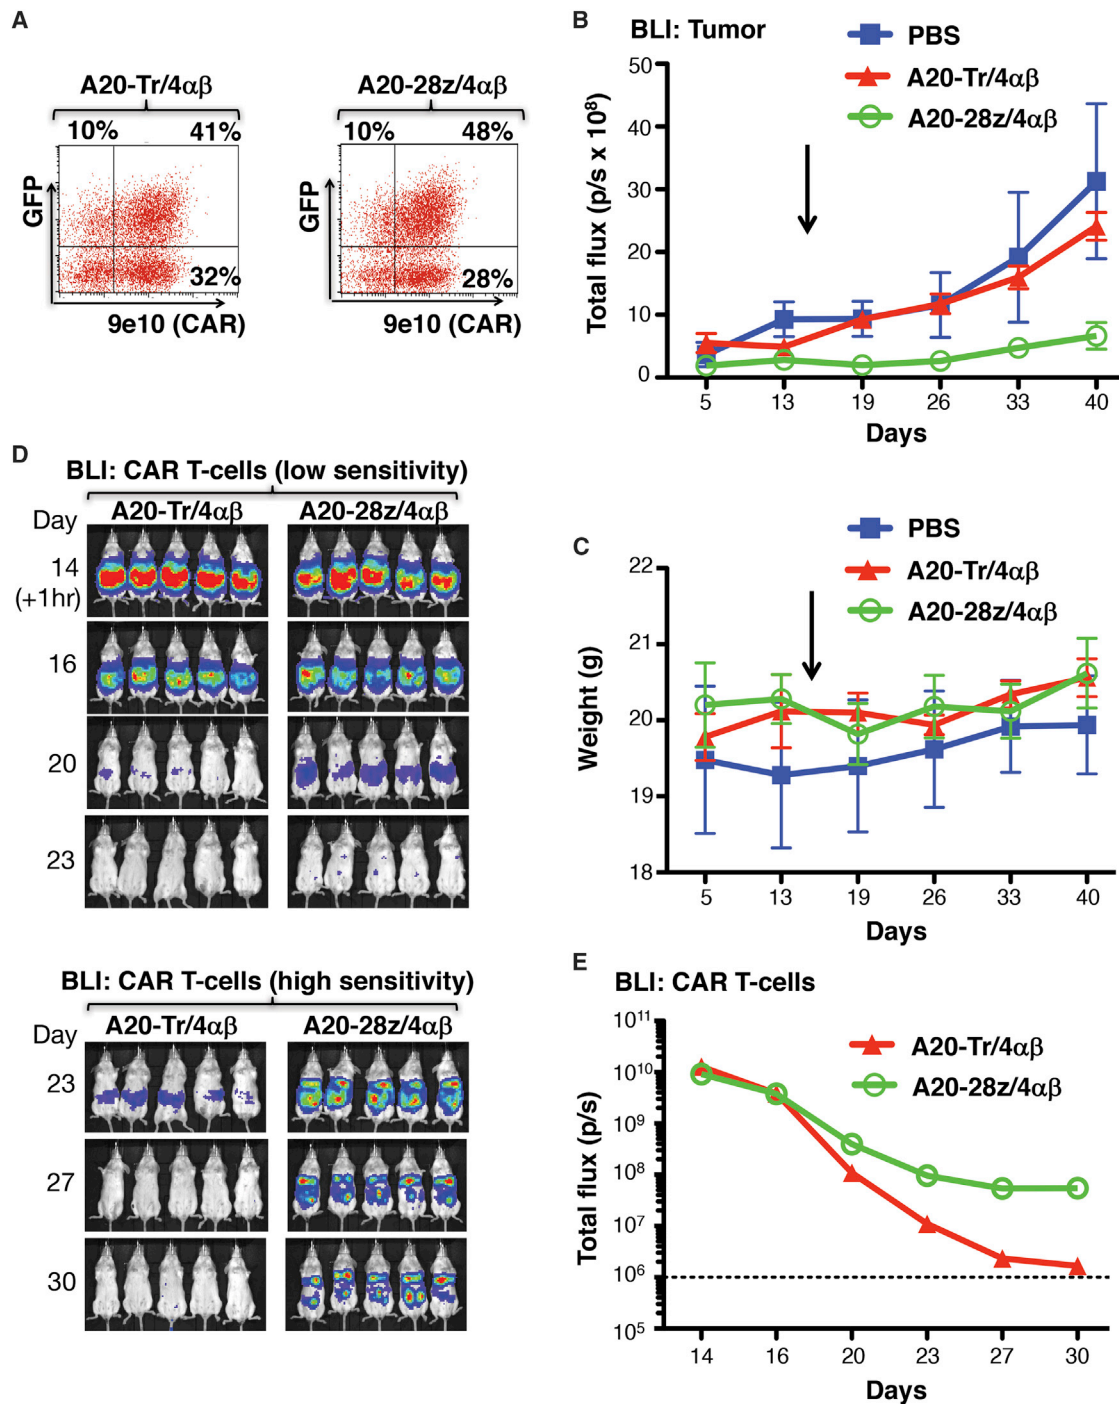 A
A20-Tr/4αβ
A20-28z/4αβ
10% 41%
10% 48%
GFP
GFP
32%
28%
9e10 (CAR)
9e10 (CAR)
B
BLI: Tumor
PBS
A20-Tr/4αβ
A20-28z/4αβ
Total flux (p/s x 10⁸)
50
40
30
20
10
0
5 13 19 26 33 40
Days
D
BLI: CAR T-cells (low sensitivity)
A20-Tr/4αβ A20-28z/4αβ
Day
14
(+1hr)
16
20
23
BLI: CAR T-cells (high sensitivity)
A20-Tr/4αβ A20-28z/4αβ
Day
23
27
30
C
PBS
A20-Tr/4αβ
A20-28z/4αβ
Weight (g)
22
21
20
19
18
5 13 19 26 33 40
Days
E
BLI: CAR T-cells
A20-Tr/4αβ
A20-28z/4αβ
Total flux (p/s)
10¹¹
10¹⁰
10⁹
10⁸
10⁷
10⁶
10⁵
14 16 20 23 27 30
Days